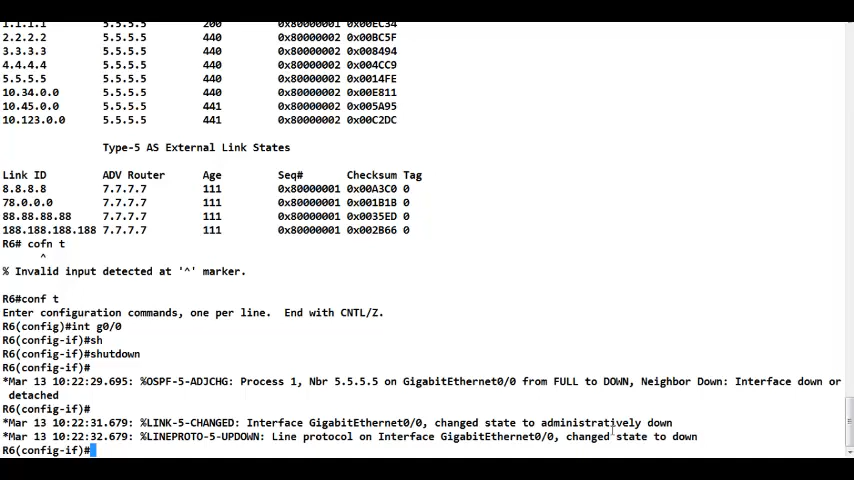 1.1.1.1         5.5.5.5         200         0x80000001 0x00EC34
2.2.2.2         5.5.5.5         440         0x80000002 0x00BC5F
3.3.3.3         5.5.5.5         440         0x80000002 0x008494
4.4.4.4         5.5.5.5         440         0x80000002 0x004CC9
5.5.5.5         5.5.5.5         440         0x80000002 0x0014FE
10.34.0.0       5.5.5.5         440         0x80000002 0x00E811
10.45.0.0       5.5.5.5         441         0x80000002 0x005A95
10.123.0.0      5.5.5.5         441         0x80000002 0x00C2DC
Type-5 AS External Link States
Link ID         ADV Router      Age         Seq#       Checksum Tag
8.8.8.8         7.7.7.7         111         0x80000001 0x00A3C0 0
78.0.0.0        7.7.7.7         111         0x80000001 0x001B1B 0
88.88.88.88     7.7.7.7         111         0x80000001 0x0035ED 0
188.188.188.188 7.7.7.7         111         0x80000001 0x002B66 0
R6# cofn t
^
% Invalid input detected at '^' marker.
R6#conf t
Enter configuration commands, one per line.  End with CNTL/Z.
R6(config)#int g0/0
R6(config-if)#sh
R6(config-if)#shutdown
R6(config-if)#
*Mar 13 10:22:29.695: %OSPF-5-ADJCHG: Process 1, Nbr 5.5.5.5 on GigabitEthernet0/0 from FULL to DOWN, Neighbor Down: Interface down or
detached
R6(config-if)#
*Mar 13 10:22:31.679: %LINK-5-CHANGED: Interface GigabitEthernet0/0, changed state to administratively down
*Mar 13 10:22:32.679: %LINEPROTO-5-UPDOWN: Line protocol on Interface GigabitEthernet0/0, changed state to down
R6(config-if)#